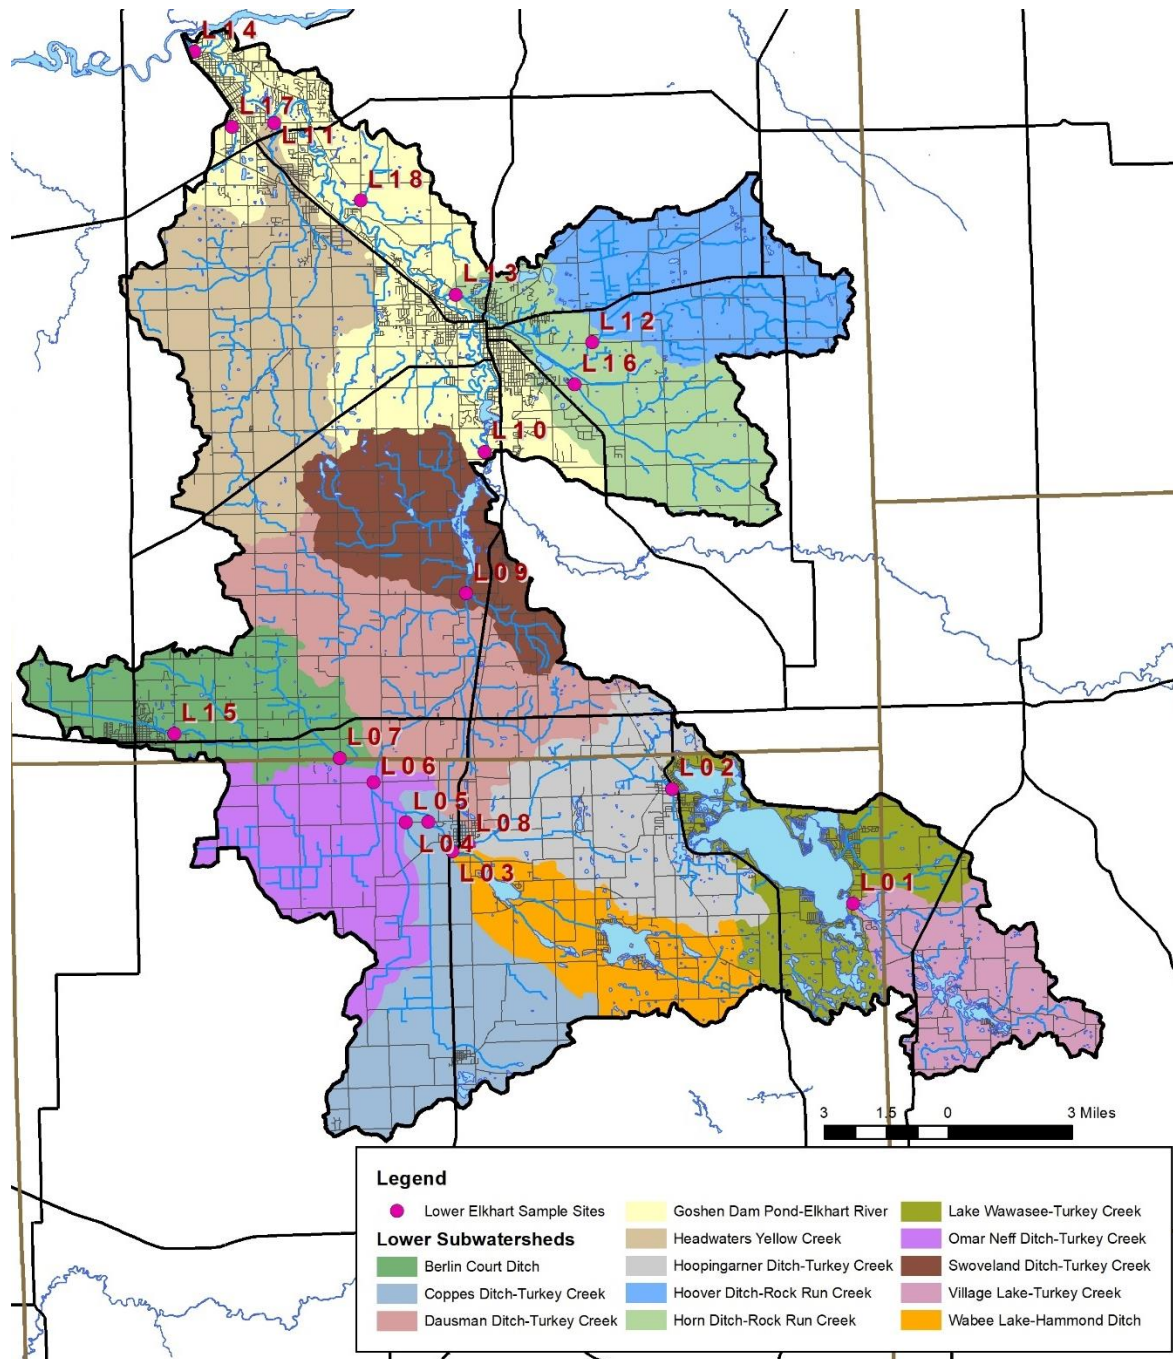 L14
L17
L11
L18
L13
L12
L16
L10
L09
L15
L07
L06
L02
L05
L08
L04
L03
L01
3 1.5 0 3 Miles
Legend
Lower Elkhart Sample Sites
Lower Subwatersheds
Berlin Court Ditch
Coppes Ditch-Turkey Creek
Dausman Ditch-Turkey Creek
Goshen Dam Pond-Elkhart River
Headwaters Yellow Creek
Hoopingarner Ditch-Turkey Creek
Hoover Ditch-Rock Run Creek
Horn Ditch-Rock Run Creek
Lake Wawasee-Turkey Creek
Omar Neff Ditch-Turkey Creek
Swoveland Ditch-Turkey Creek
Village Lake-Turkey Creek
Wabee Lake-Hammond Ditch